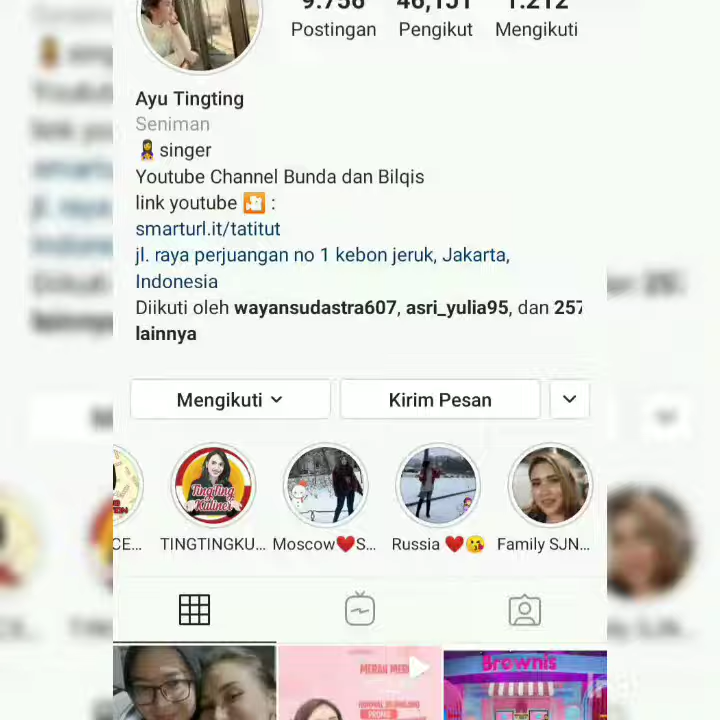 Postingan Pengikut Mengikuti
Ayu Tingting
Seniman
singer
Youtube Channel Bunda dan Bilqis
link youtube :
smarturl.it/tatitut
jl. raya perjuangan no 1 kebon jeruk, Jakarta,
Indonesia
Diikuti oleh wayansudastra607, asri_yulia95, dan 257
lainnya
Mengikuti
Kirim Pesan
TingTing
Kuliner
CE... TINGTINGKU... Moscow❤️S... Russia ❤️😘 Family SJN...
Brownis